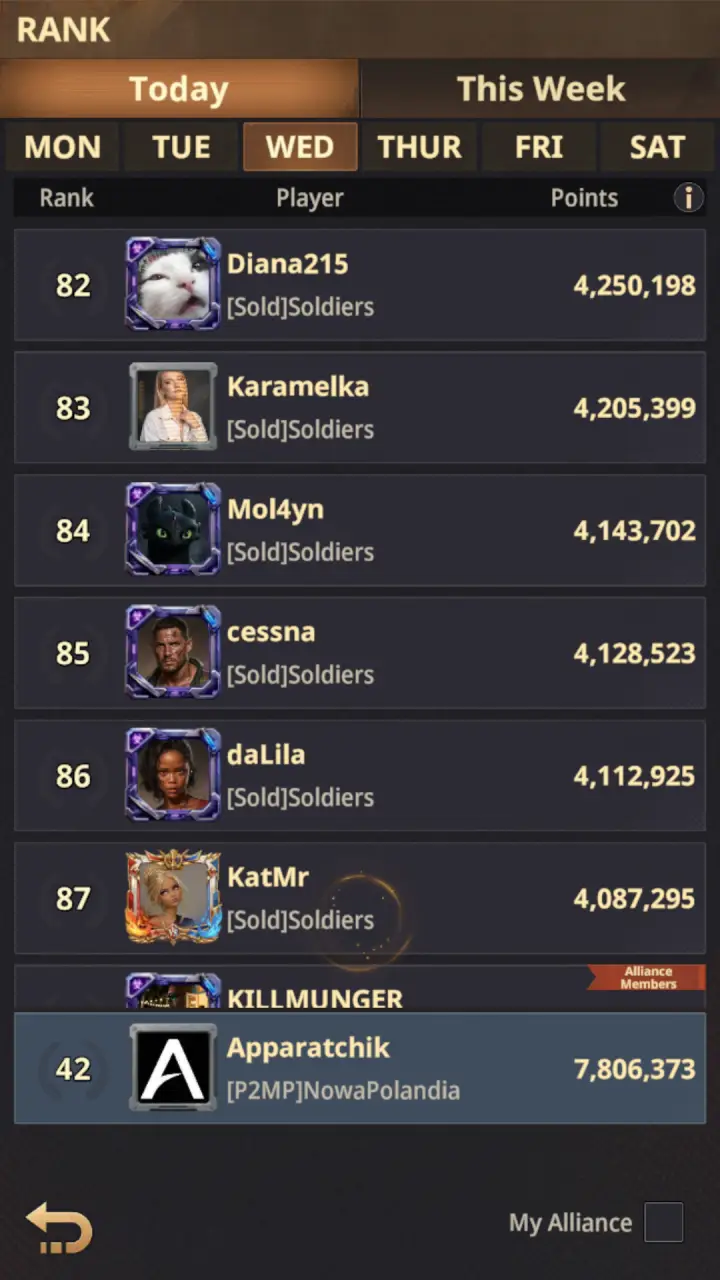 RANK
Today
This Week
MON
TUE
WED
THUR
FRI
SAT
Rank
Player
Points
i
82
Diana215
[Sold]Soldiers
4,250,198
83
Karamelka
[Sold]Soldiers
4,205,399
84
Mol4yn
[Sold]Soldiers
4,143,702
85
cessna
[Sold]Soldiers
4,128,523
86
daLila
[Sold]Soldiers
4,112,925
87
KatMr
[Sold]Soldiers
4,087,295
KILLMUNGER
Alliance
Members
42
Apparatchik
[P2MP]NowaPolandia
7,806,373
My Alliance